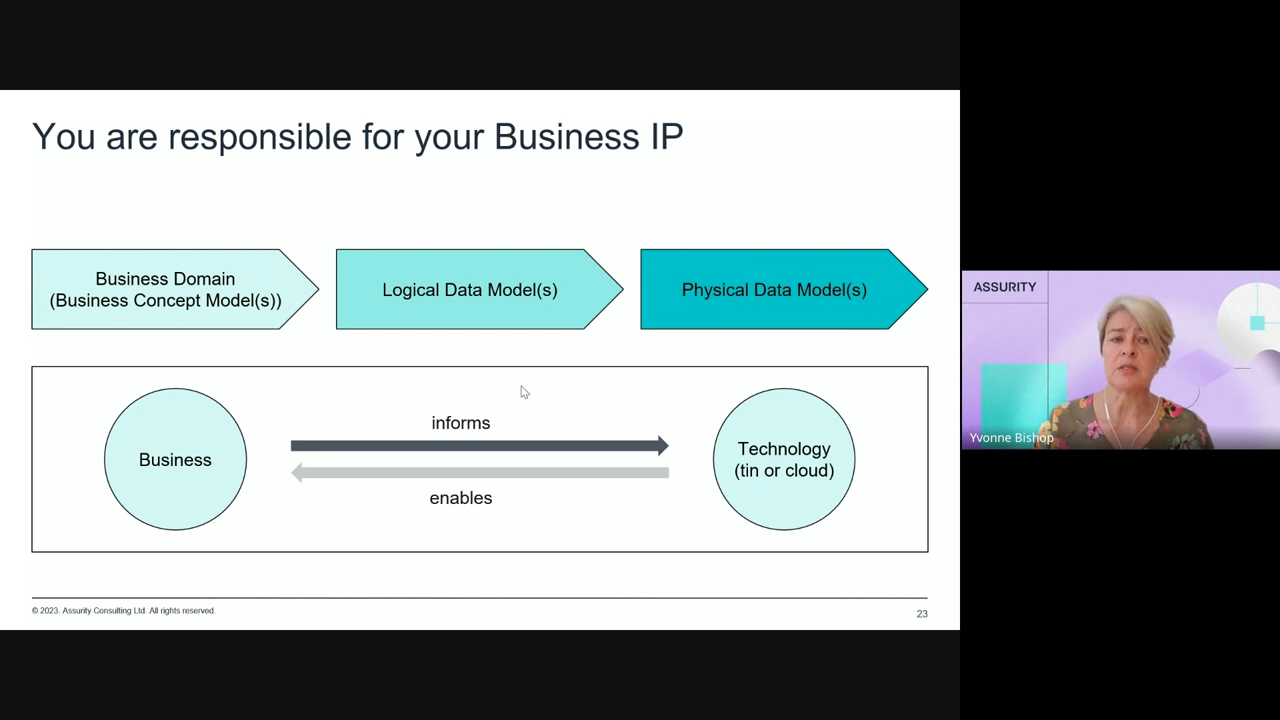 You are responsible for your Business IP
Business Domain
(Business Concept Model(s))
Logical Data Model(s)
Physical Data Model(s)
informs
Business
Technology
(tin or cloud)
enables
© 2023. Assurity Consulting Ltd. All rights reserved.
23
ASSURITY
Yvonne Bishop